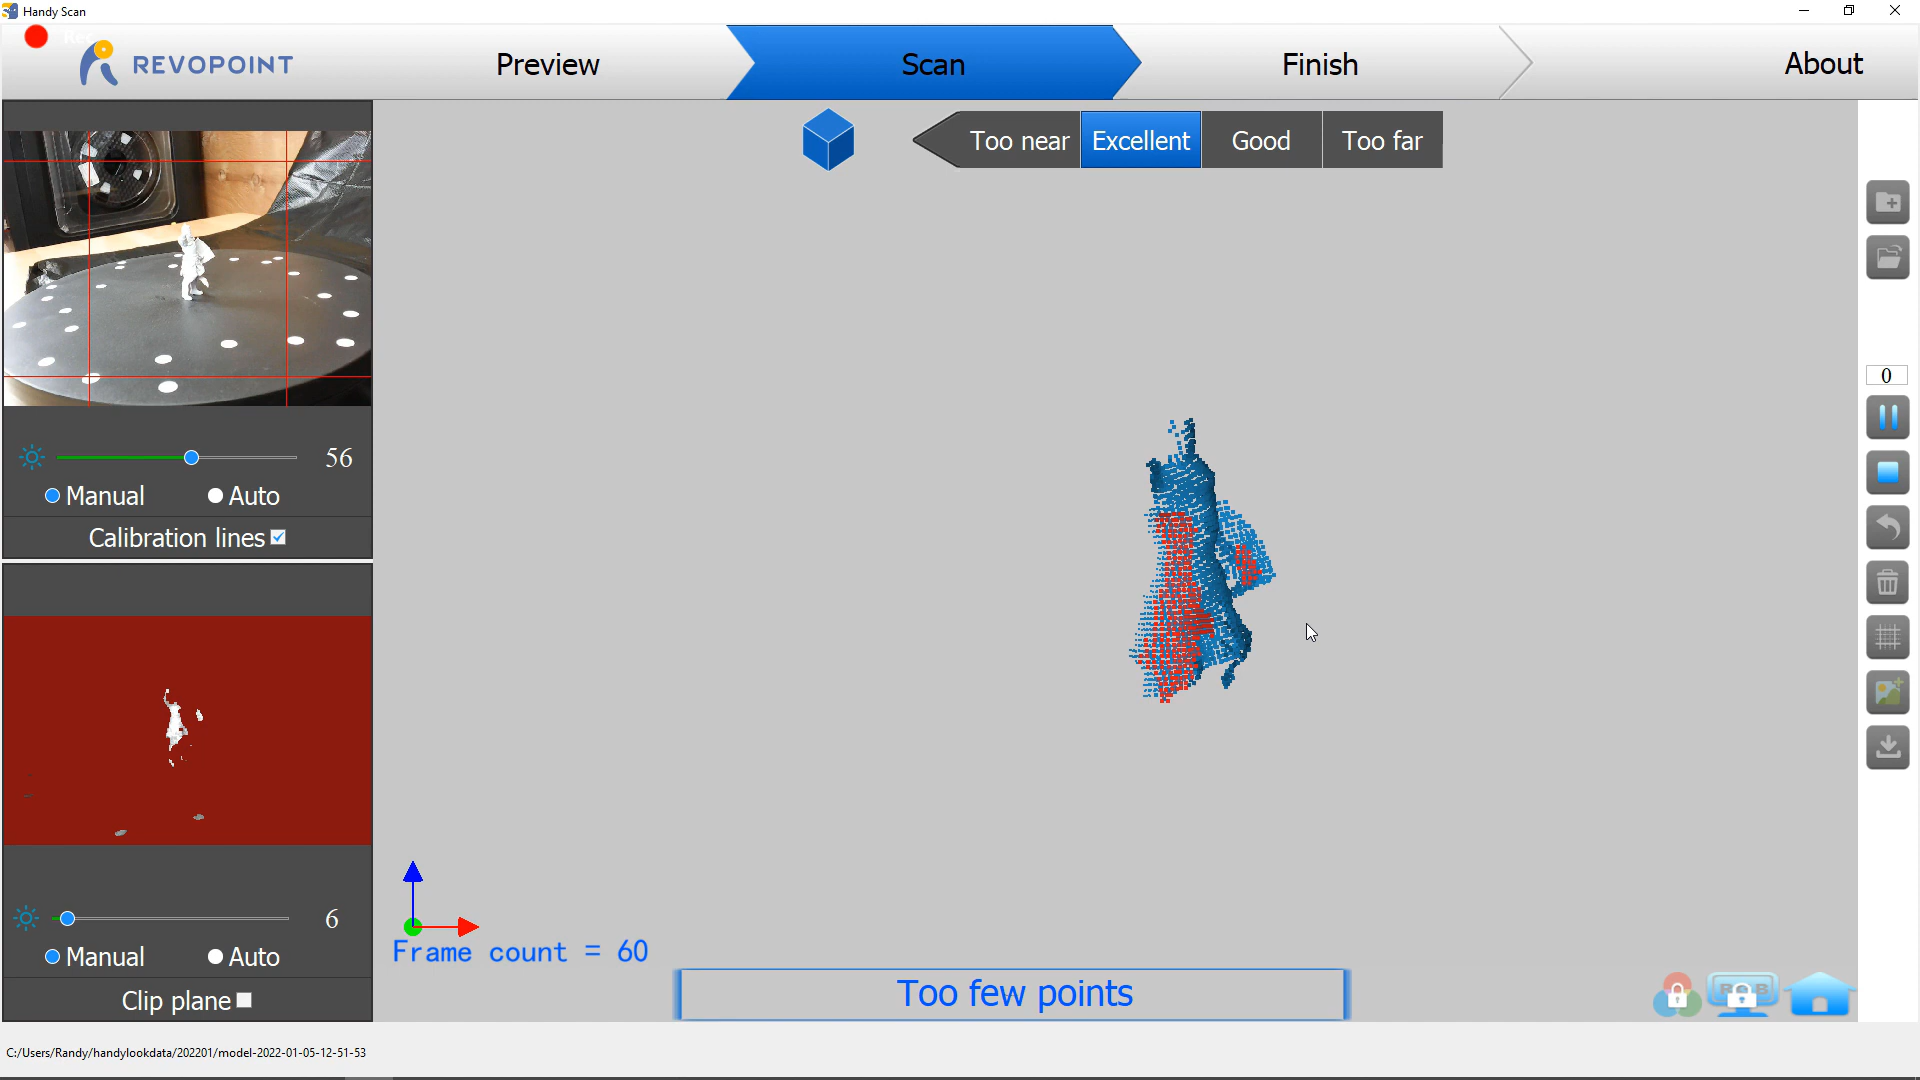 Handy Scan
Rec
REVOPOINT
Preview
Scan
Finish
About
Too near
Excellent
Good
Too far
0
56
Manual
Auto
Calibration lines
6
Manual
Auto
Clip plane
Frame count = 60
Too few points
RGB
C:/Users/Randy/handylookdata/202201/model-2022-01-05-12-51-53